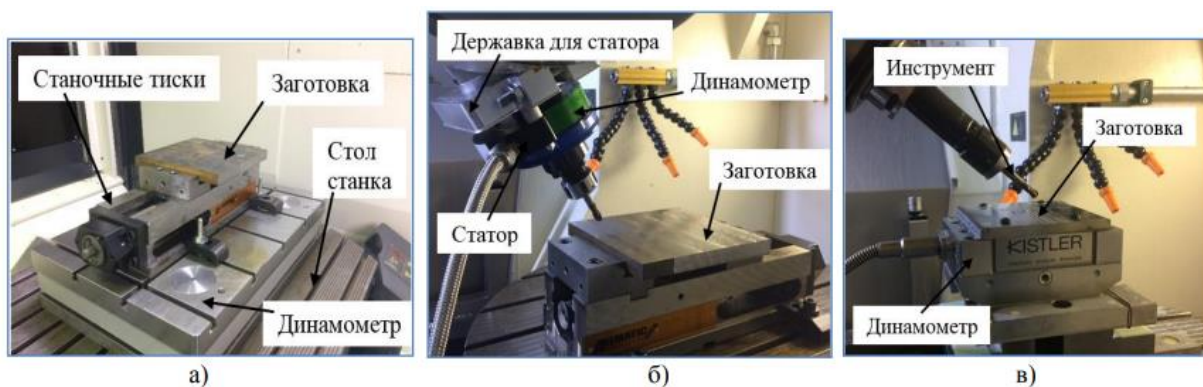 Станочные тиски
Заготовка
Стол
станка
Динамометр
а)
Державка для статора
Динамометр
Заготовка
Статор
б)
Инструмент
Заготовка
KISTLER
Динамометр
в)